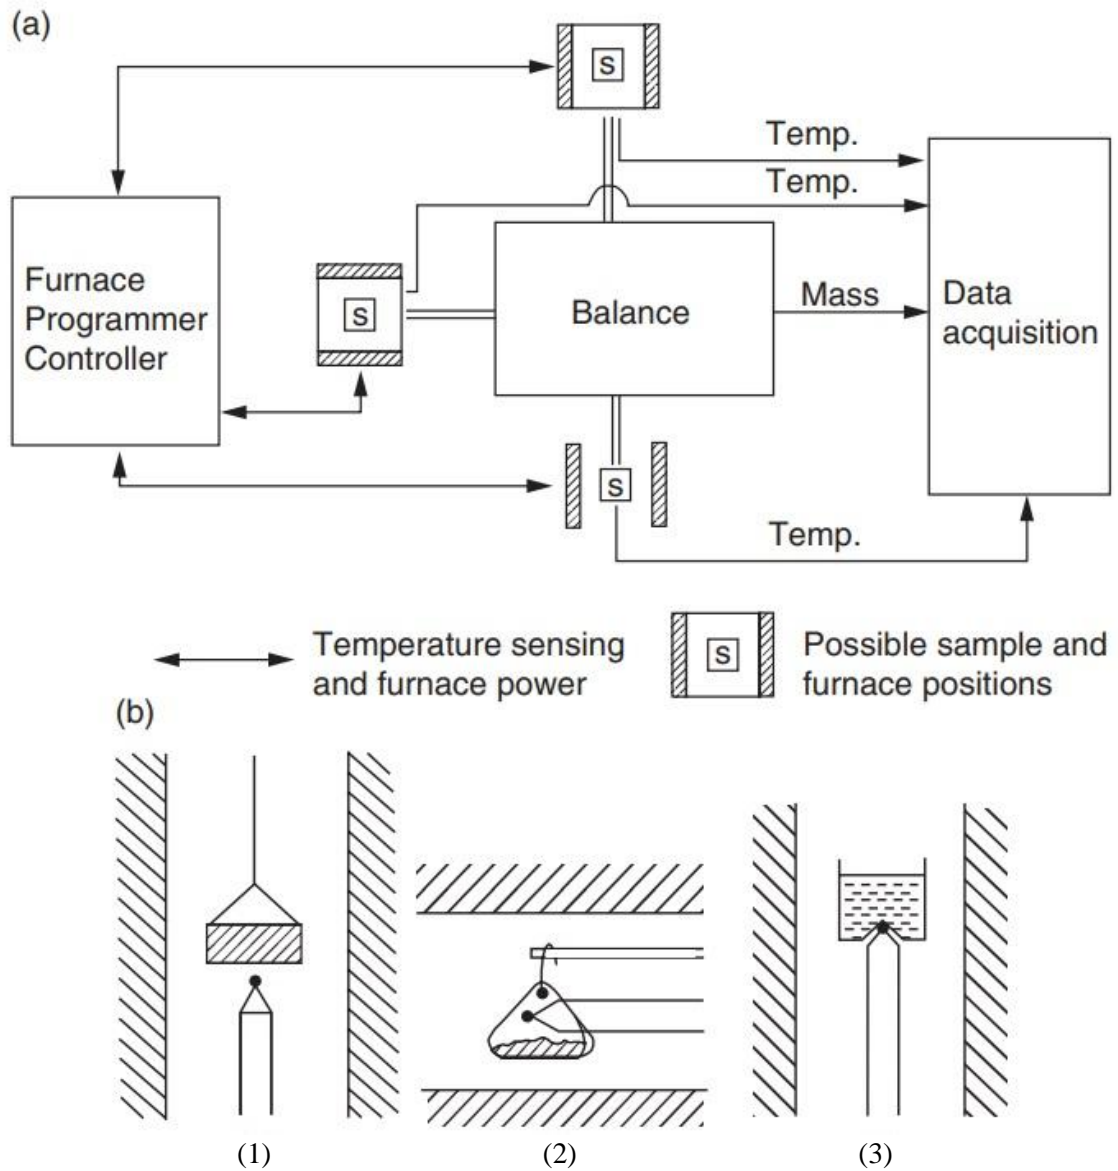 (a)
S
Temp.
Temp.
Furnace
Programmer
Controller
S
Balance
Mass
Data
acquisition
S
Temp.
Temperature sensing
and furnace power
S
Possible sample and
furnace positions
(b)
(1)
(2)
(3)